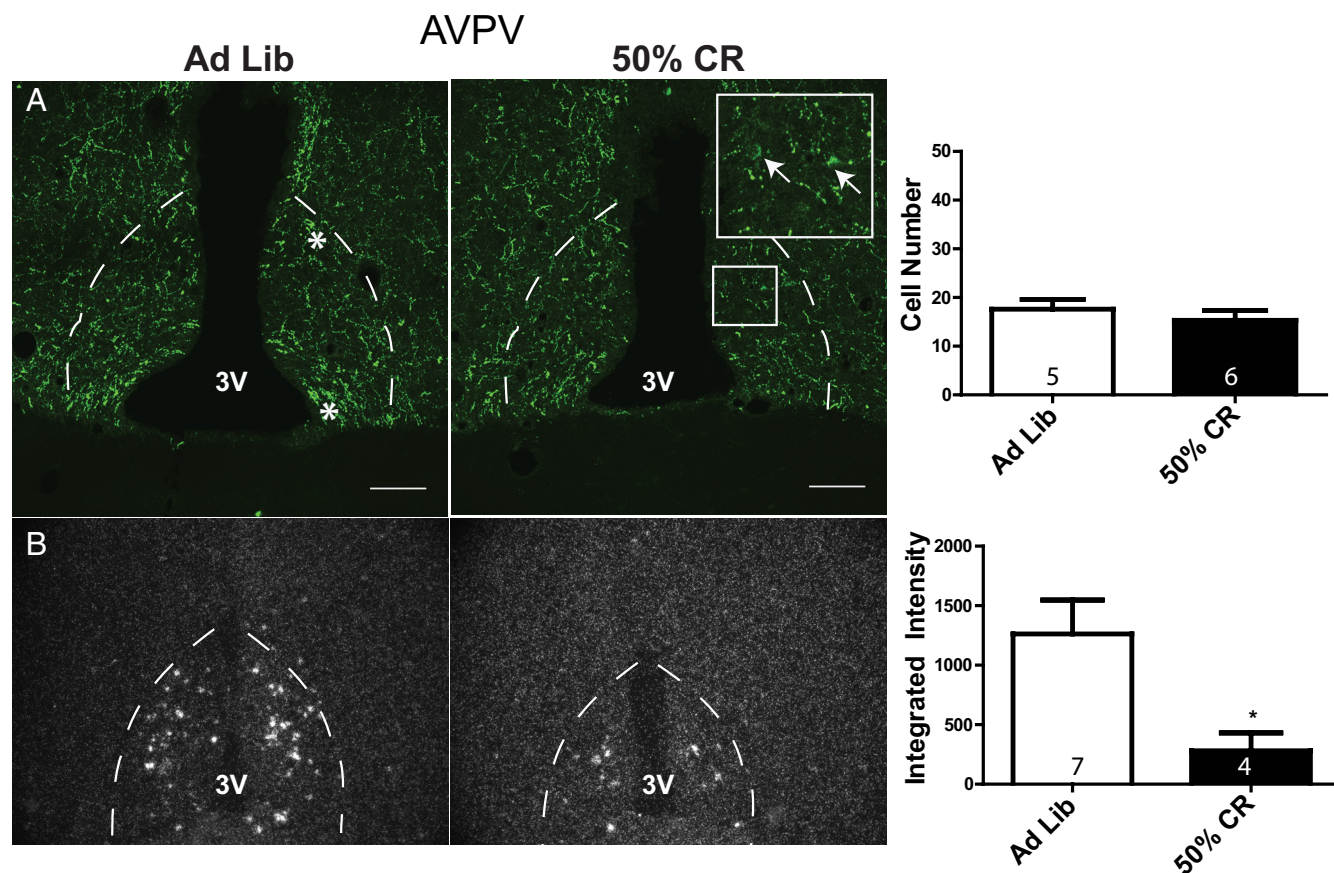 AVPV
Ad Lib
50% CR
A
*
*
3V
3V
50
40
30
20
10
0
Cell Number
5
6
Ad Lib
50% CR
B
3V
3V
2000
1500
1000
500
0
Integrated Intensity
*
7
4
Ad Lib
50% CR